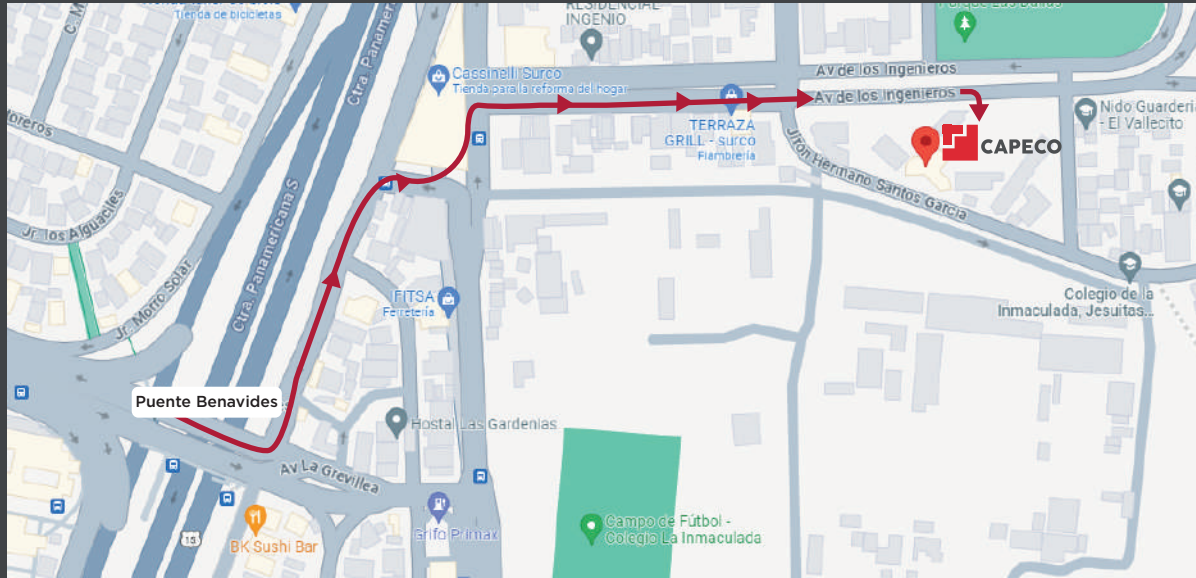 Tienda de bicicletas
RESIDENCIAL
INGENIO
Ctra. Panamericana S
Cassinelli Surco
Tienda para la reforma del hogar
Av de los Ingenieros
Av de los Ingenieros
TERRAZA
GRILL - surco
Fiambrería
Nido Guardería
- El Vallecito
CAPECO
Jirón Hermano Santos García
Jr. los Alguaciles
Ctra. Panamericana S
Jr. Morro Solar
FITSA
Ferretería
Colegio de la
Inmaculada, Jesuitas...
Puente Benavides
Hostal Las Gardenias
Av La Grevillea
Grifo Primax
15
BK Sushi Bar
Campo de Fútbol -
Colegio La Inmaculada